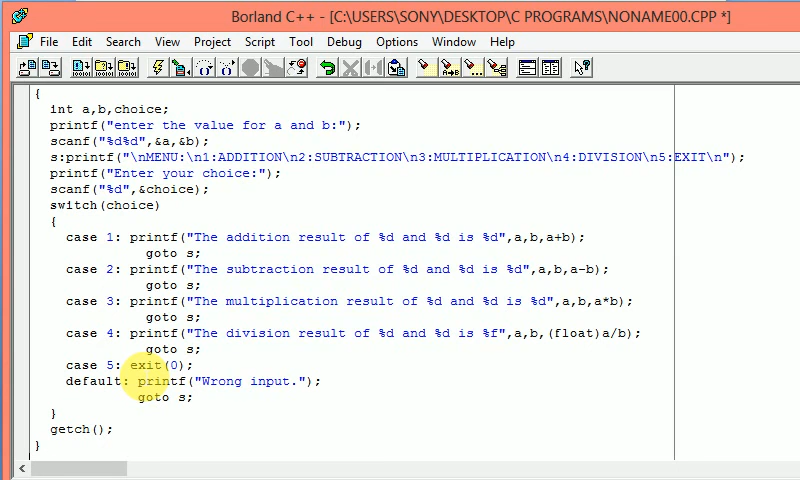 Borland C++ - [C:\USERS\SONY\DESKTOP\C PROGRAMS\NONAME00.CPP *]
File Edit Search View Project Script Tool Debug Options Window Help
{
int a,b,choice;
printf("enter the value for a and b:");
scanf("%d%d",&a,&b);
s:printf("\nMENU:\n1:ADDITION\n2:SUBTRACTION\n3:MULTIPLICATION\n4:DIVISION\n5:EXIT\n");
printf("Enter your choice:");
scanf("%d",&choice);
switch(choice)
{
case 1: printf("The addition result of %d and %d is %d",a,b,a+b);
goto s;
case 2: printf("The subtraction result of %d and %d is %d",a,b,a-b);
goto s;
case 3: printf("The multiplication result of %d and %d is %d",a,b,a*b);
goto s;
case 4: printf("The division result of %d and %d is %f",a,b,(float)a/b);
goto s;
case 5: exit(0);
default: printf("Wrong input.");
goto s;
}
getch();
}